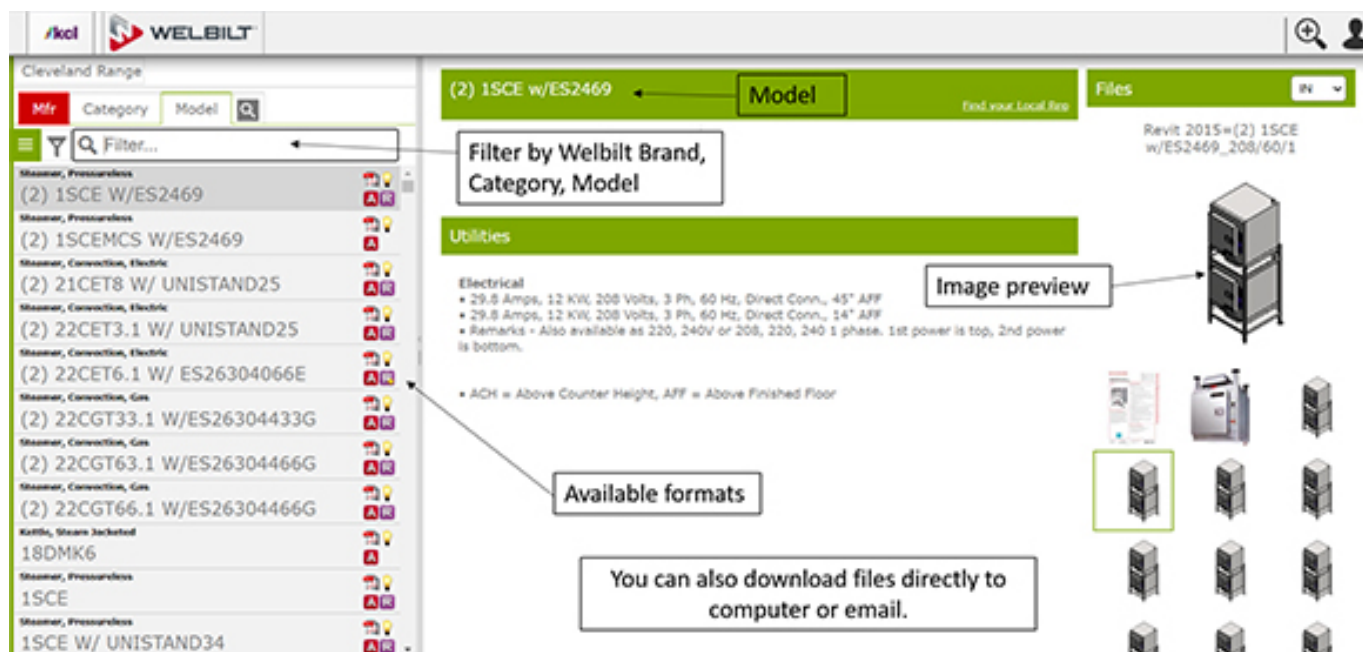 /kcl WELBILT
Cleveland Range
Mfr Category Model
Filter...
Steamer, Pressureless
(2) 1SCE W/ES2469
A R
Steamer, Pressureless
(2) 1SCEMCS W/ES2469
A
Steamer, Convection, Electric
(2) 21CET8 W/ UNISTAND25
A R
Steamer, Convection, Electric
(2) 22CET3.1 W/ UNISTAND25
A R
Steamer, Convection, Electric
(2) 22CET6.1 W/ ES26304066E
A R
Steamer, Convection, Gas
(2) 22CGT33.1 W/ES26304433G
A R
Steamer, Convection, Gas
(2) 22CGT63.1 W/ES26304466G
A R
Steamer, Convection, Gas
(2) 22CGT66.1 W/ES26304466G
A R
Kettle, Steam Jacketed
18DMK6
A
Steamer, Pressureless
1SCE
A R
Steamer, Pressureless
1SCE W/ UNISTAND34
A R
(2) 1SCE w/ES2469
Model
Find your Local Rep
Filter by Welbilt Brand,
Category, Model
Utilities
Electrical
• 29.8 Amps, 12 KW, 208 Volts, 3 Ph, 60 Hz, Direct Conn., 45" AFF
• 29.8 Amps, 12 KW, 208 Volts, 3 Ph, 60 Hz, Direct Conn., 14" AFF
• Remarks - Also available as 220, 240V or 208, 220, 240 1 phase. 1st power is top, 2nd power
is bottom.
• ACH = Above Counter Height, AFF = Above Finished Floor
Image preview
Available formats
You can also download files directly to
computer or email.
Files
IN
Revit 2015=(2) 1SCE
w/ES2469_208/60/1